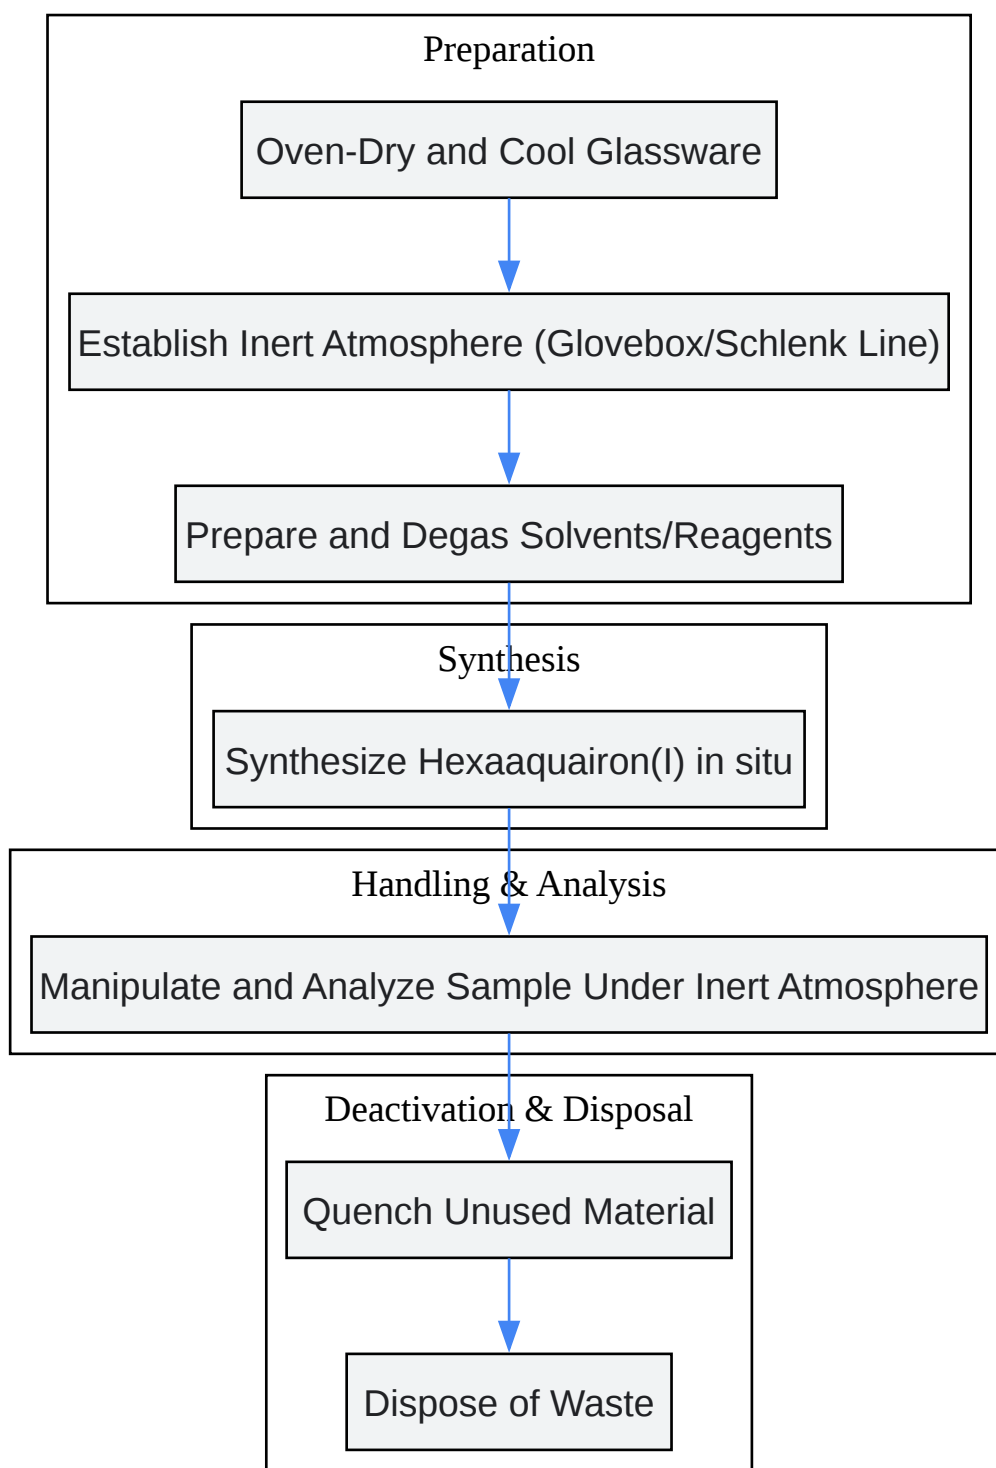 Preparation
Oven-Dry and Cool Glassware
Establish Inert Atmosphere (Glovebox/Schlenk Line)
Prepare and Degas Solvents/Reagents
Synthesis
Synthesize Hexaaquairon(I) in situ
Handling & Analysis
Manipulate and Analyze Sample Under Inert Atmosphere
Deactivation & Disposal
Quench Unused Material
Dispose of Waste